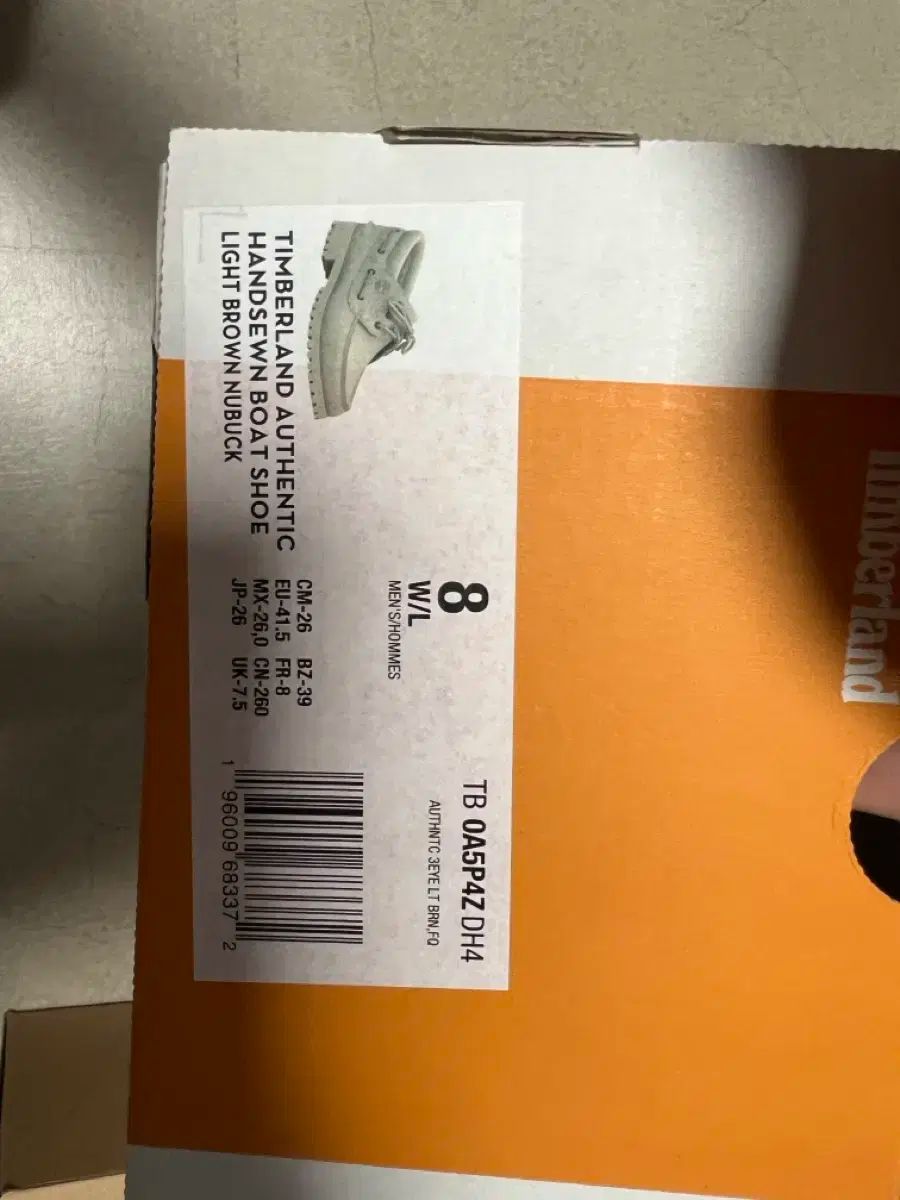 8
W/L
MEN'S/HOMMES
TB 0A5P4Z DH4
AUTHNTC 3EYE LT BRN,FQ
TIMBERLAND AUTHENTIC
HANDSEWN BOAT SHOE
LIGHT BROWN NUBUCK
CM-26 BZ-39
EU-41.5 FR-8
MX-26,0 CN-260
JP-26 UK-7.5
1 96009 68337 2
Timberland